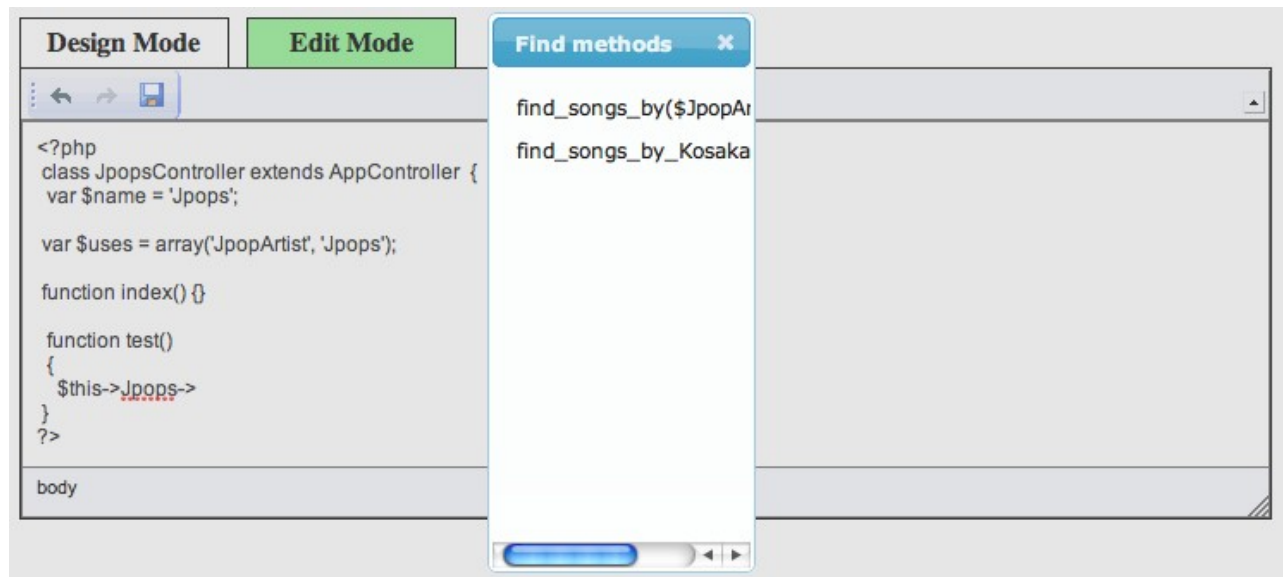 Design Mode
Edit Mode
<?php
class JpopsController extends AppController {
var $name = 'Jpops';
var $uses = array('JpopArtist', 'Jpops');
function index() {}
function test()
{
$this->Jpops->
}
?>
body
Find methods
find_songs_by($JpopAr
find_songs_by_Kosaka